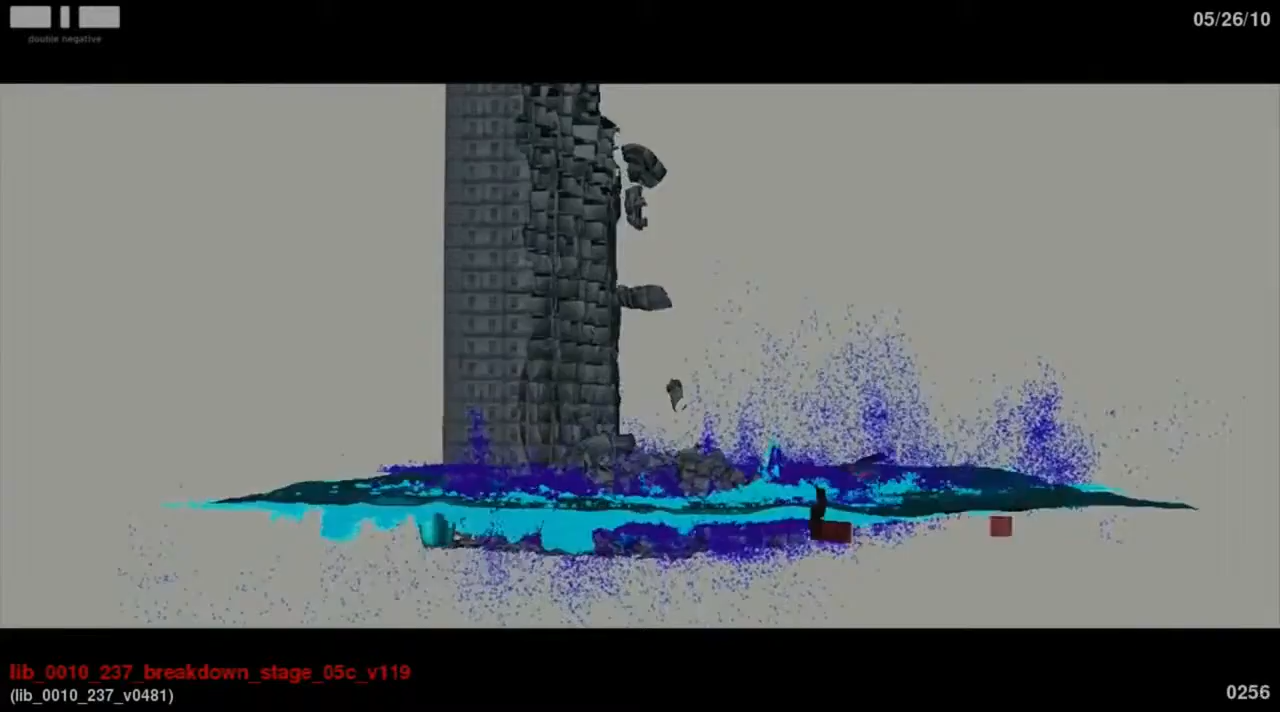 double negative
05/26/10
lib_0010_237_breakdown_stage_05c_v119
(lib_0010_237_v0481)
0256